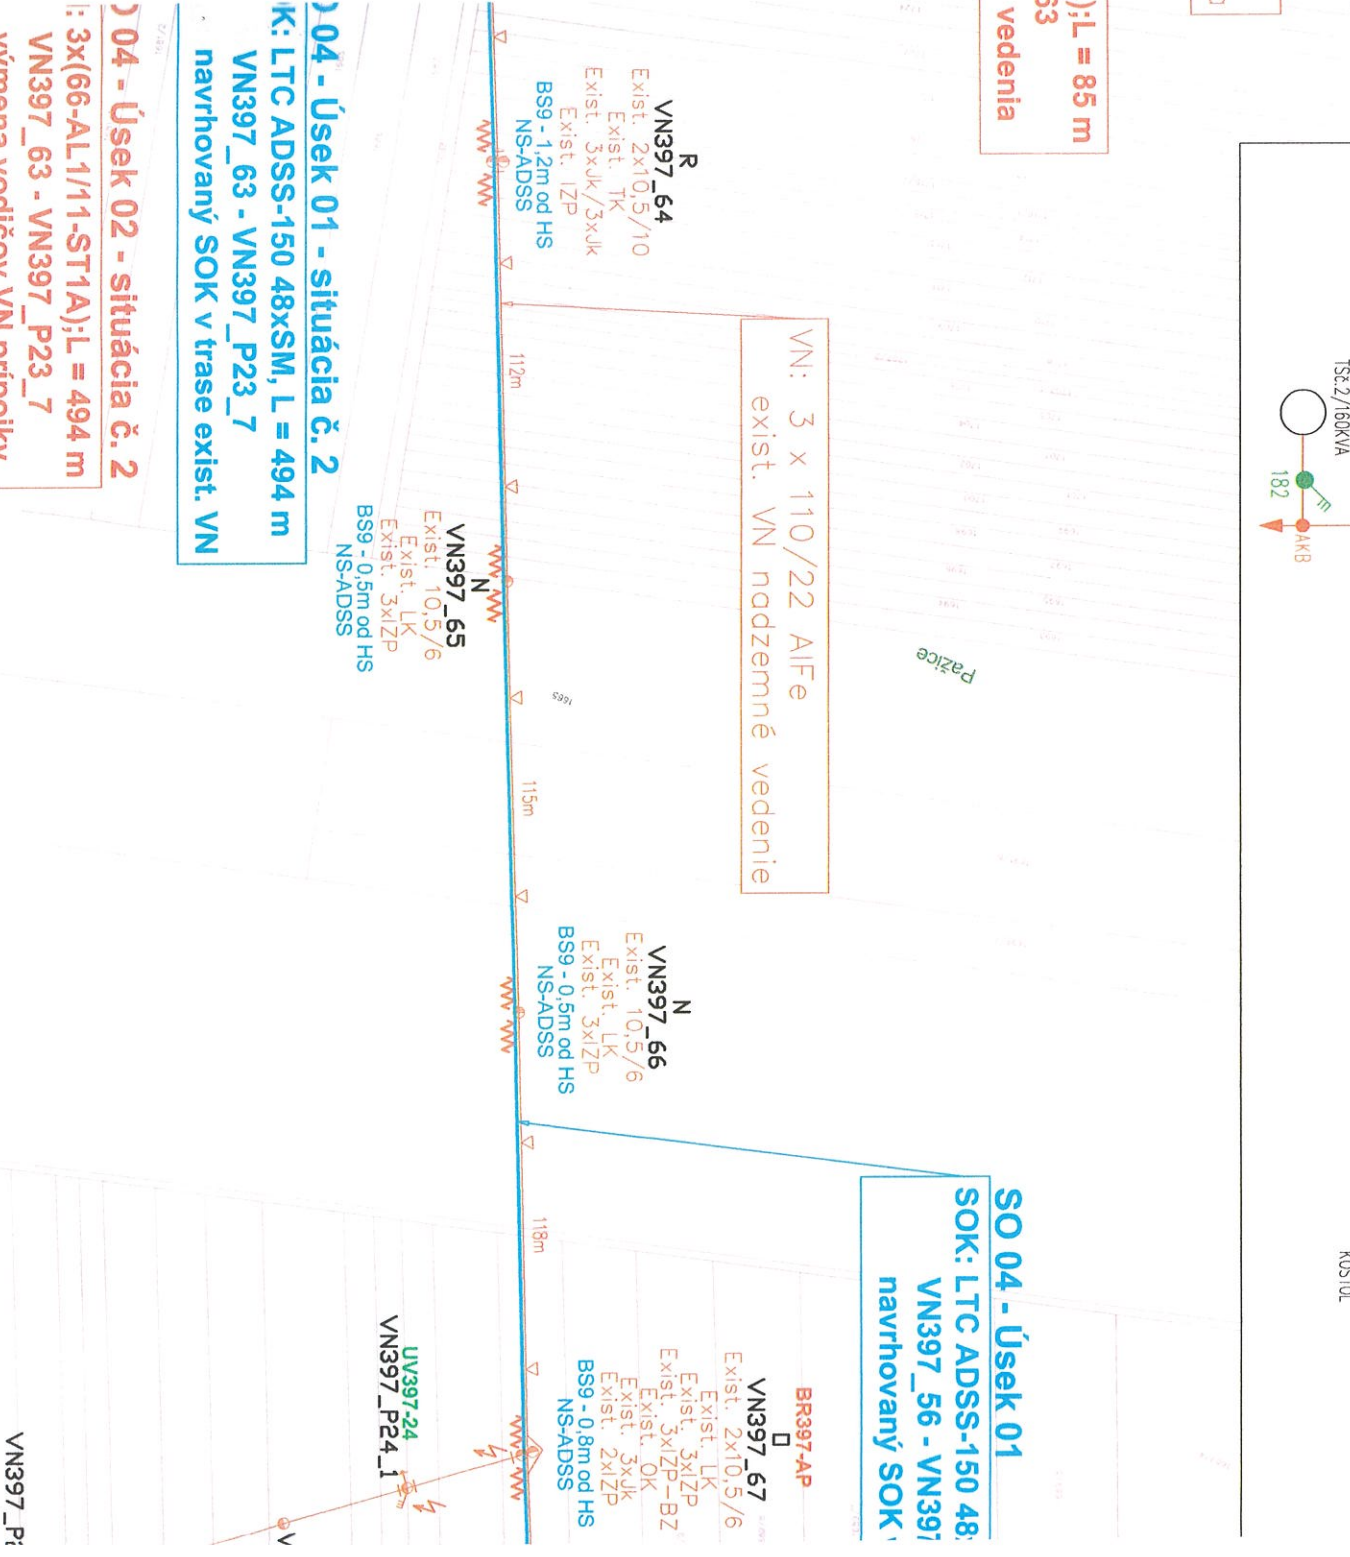 );L = 85 m
63
vedenia
TSč.2/160KVA
182
AKB
KOSTOL
R
VN397_64
Exist. 2x10,5/10
Exist. TK
Exist. 3xJk/3xJk
Exist. IZP
BS9 - 1,2m od HS
NS-ADSS
VN: 3 x 110/22 AlFe
exist. VN nadzemné vedenie
112m
) 04 - Úsek 01 - situácia č. 2
K: LTC ADSS-150 48xSM, L = 494 m
VN397_63 - VN397_P23_7
navrhovaný SOK v trase exist. VN
) 04 - Úsek 02 - situácia č. 2
: 3x(66-AL1/11-ST1A);L = 494 m
VN397_63 - VN397_P23_7
výmena vodičov VN prípojky
N
VN397_65
Exist. 10,5/6
Exist. LK
Exist. 3xIZP
BS9 - 0,5m od HS
NS-ADSS
Pažice
1665
115m
N
VN397_66
Exist. 10,5/6
Exist. LK
Exist. 3xIZP
BS9 - 0,5m od HS
NS-ADSS
118m
SO 04 - Úsek 01
SOK: LTC ADSS-150 48
VN397_56 - VN397
navrhovaný SOK
BR397-AP
VN397_67
Exist. 2x10,5/6
Exist. LK
Exist. 3xIZP
Exist. 3xIZP-BZ
Exist. OK
Exist. 3xJk
Exist. 2xIZP
BS9 - 0,8m od HS
NS-ADSS
UV397-24
VN397_P24_1
V